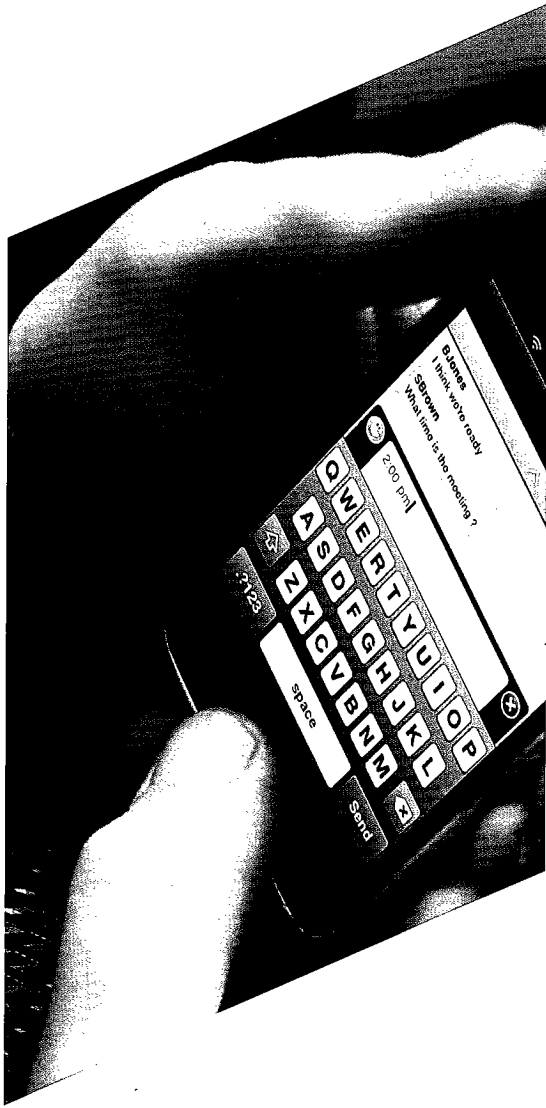 BJones
I think we're ready
SBrown
What time is the meeting ?
2:00 pm
Q W E R T Y U I O P
A S D F G H J K L
Z X C V B N M
.?123
space
Send